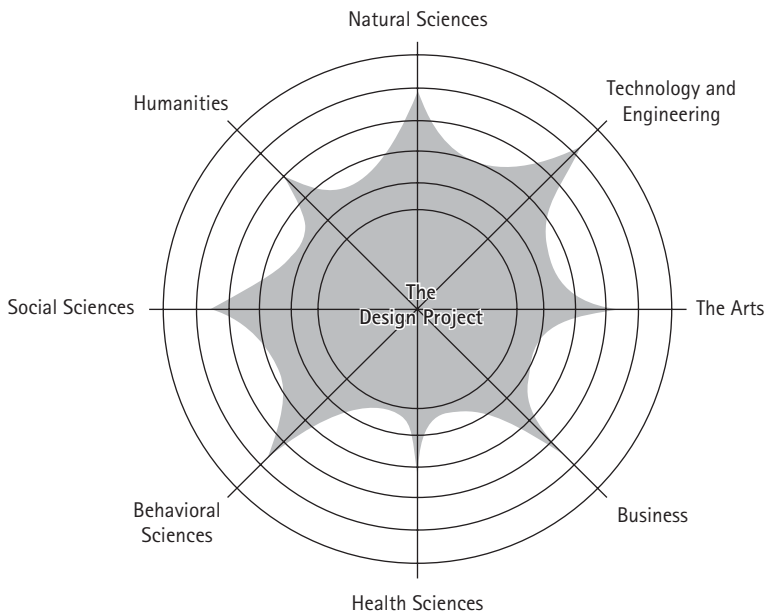 Natural Sciences
Technology and
Engineering
Humanities
Social Sciences
The
Design Project
The Arts
Behavioral
Sciences
Business
Health Sciences